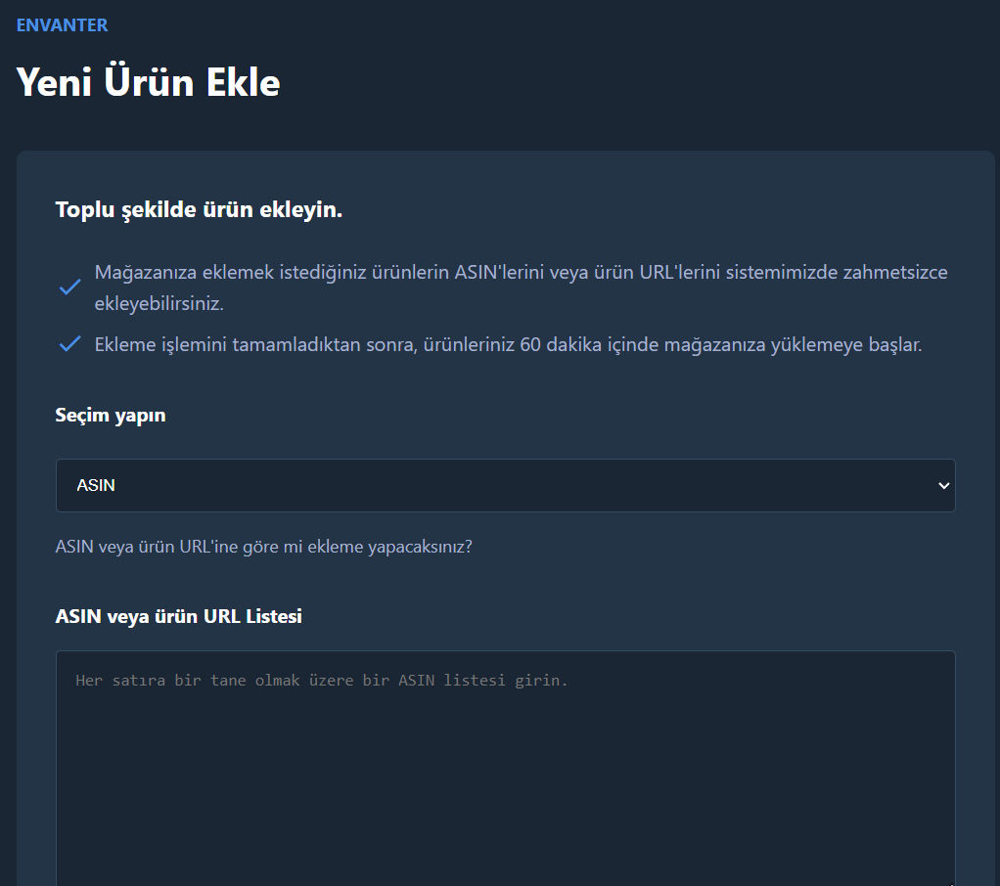 ENVANTER
Yeni Ürün Ekle
Toplu şekilde ürün ekleyin.
Mağazanıza eklemek istediğiniz ürünlerin ASIN'lerini veya ürün URL'lerini sistemimizde zahmetsizce
ekleyebilirsiniz.
Ekleme işlemini tamamladıktan sonra, ürünleriniz 60 dakika içinde mağazanıza yüklemeye başlar.
Seçim yapın
ASIN
ASIN veya ürün URL'ine göre mi ekleme yapacaksınız?
ASIN veya ürün URL Listesi
Her satıra bir tane olmak üzere bir ASIN listesi girin.